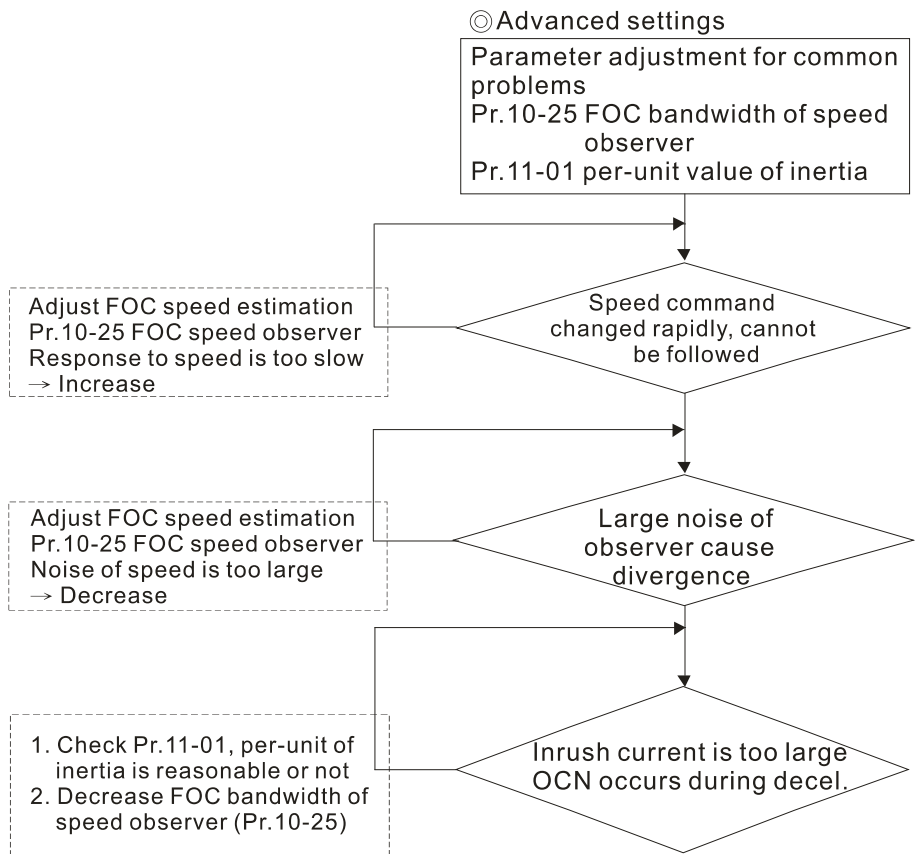 ◎Advanced settings
Parameter adjustment for common
problems
Pr.10-25 FOC bandwidth of speed
observer
Pr.11-01 per-unit value of inertia
Adjust FOC speed estimation
Pr.10-25 FOC speed observer
Response to speed is too slow
→ Increase
Speed command
changed rapidly, cannot
be followed
Adjust FOC speed estimation
Pr.10-25 FOC speed observer
Noise of speed is too large
→ Decrease
Large noise of
observer cause
divergence
1. Check Pr.11-01, per-unit of
inertia is reasonable or not
2. Decrease FOC bandwidth of
speed observer (Pr.10-25)
Inrush current is too large
OCN occurs during decel.